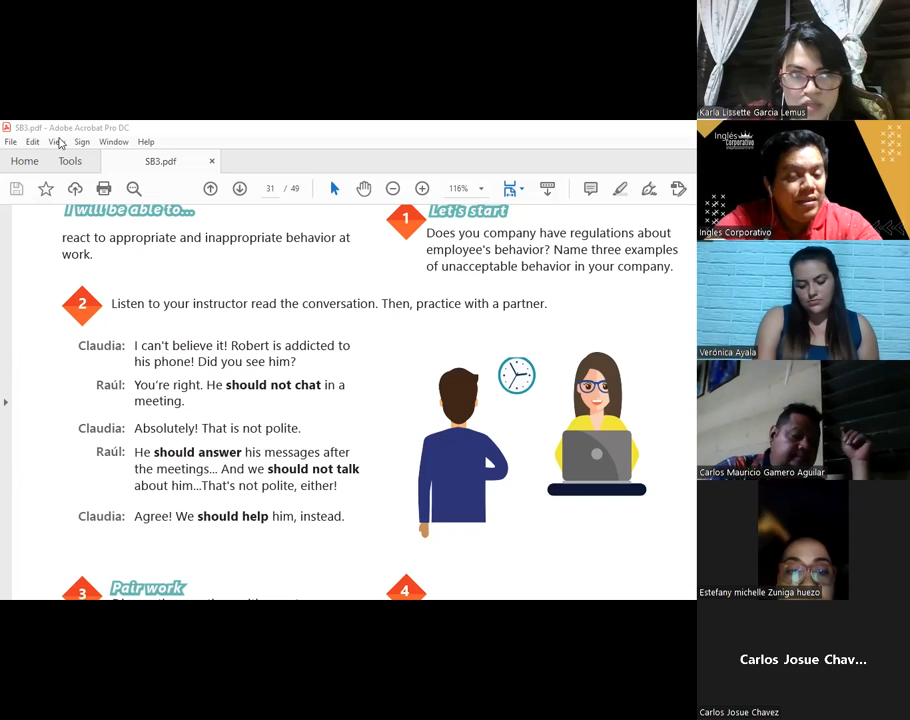 SB3.pdf - Adobe Acrobat Pro DC
File Edit View Sign Window Help
Home Tools SB3.pdf ×
31 / 49 116%
I will be able to...
react to appropriate and inappropriate behavior at
work.
1 Let's start
Does you company have regulations about
employee's behavior? Name three examples
of unacceptable behavior in your company.
2 Listen to your instructor read the conversation. Then, practice with a partner.
Claudia: I can't believe it! Robert is addicted to
his phone! Did you see him?
Raúl: You're right. He should not chat in a
meeting.
Claudia: Absolutely! That is not polite.
Raúl: He should answer his messages after
the meetings... And we should not talk
about him...That's not polite, either!
Claudia: Agree! We should help him, instead.
3 Pair work
4
Karla Lissette Garcia Lemus
Inglés
Corporativo
Ingles Corporativo
Verónica Ayala
Carlos Mauricio Gamero Aguilar
Estefany michelle Zuniga huezo
Carlos Josue Chav...
Carlos Josue Chavez